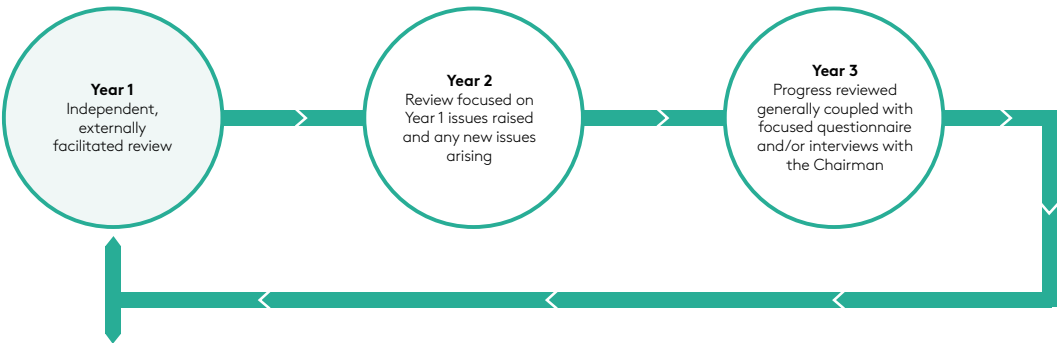 Year 1
Independent,
externally
facilitated review
Year 2
Review focused on
Year 1 issues raised
and any new issues
arising
Year 3
Progress reviewed
generally coupled with
focused questionnaire
and/or interviews with
the Chairman